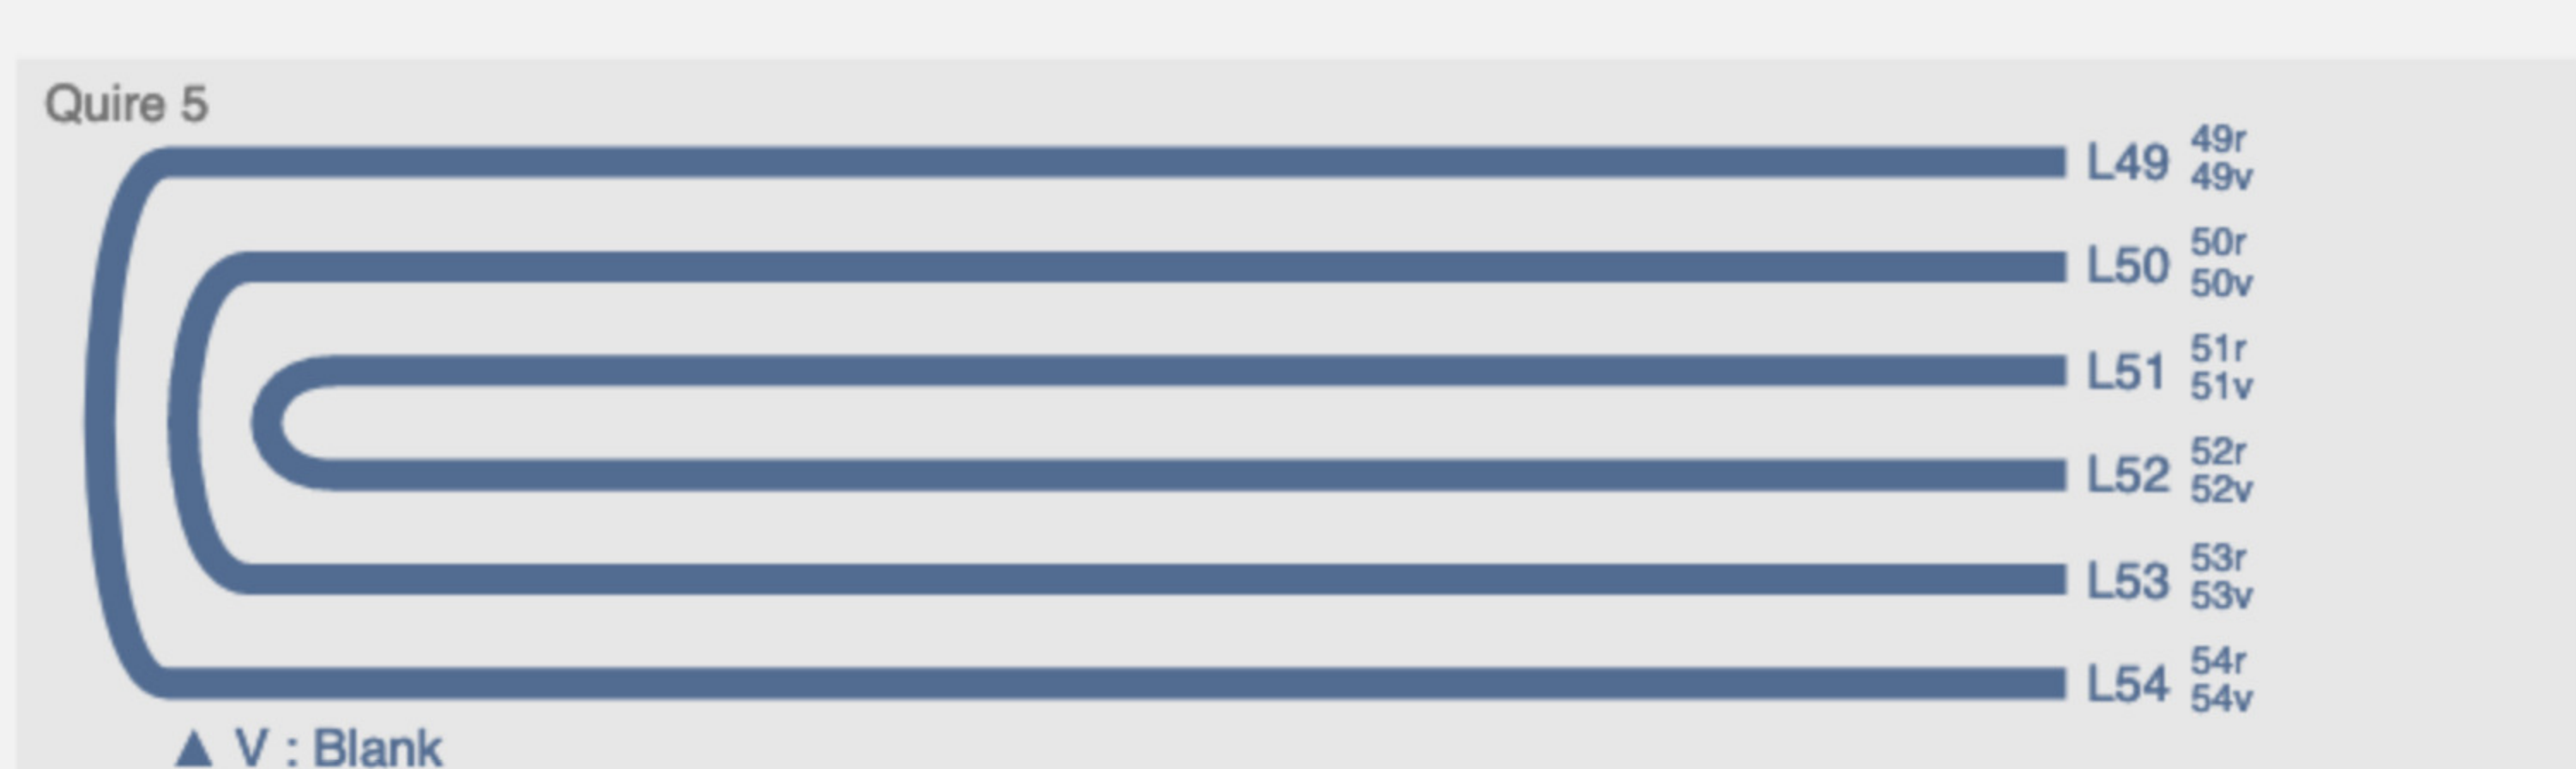 Quire 5
L49 49r
49v
L50 50r
50v
L51 51r
51v
L52 52r
52v
L53 53r
53v
L54 54r
54v
▲ V : Blank